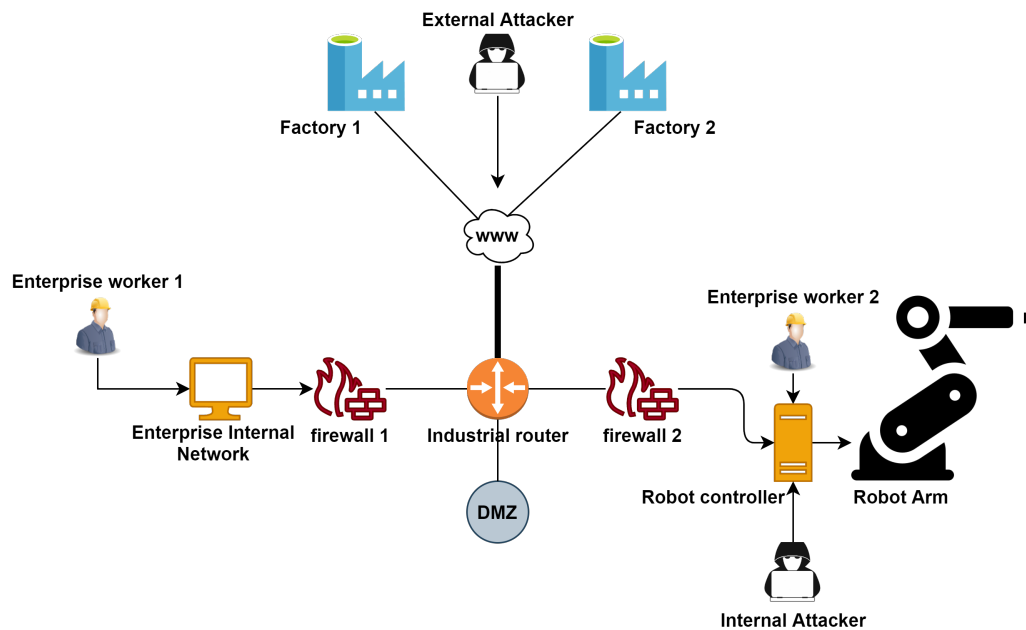 External Attacker
Factory 1
Factory 2
www
Enterprise worker 1
Enterprise worker 2
Enterprise Internal
Network
firewall 1
Industrial router
firewall 2
Robot controller
Robot Arm
DMZ
Internal Attacker